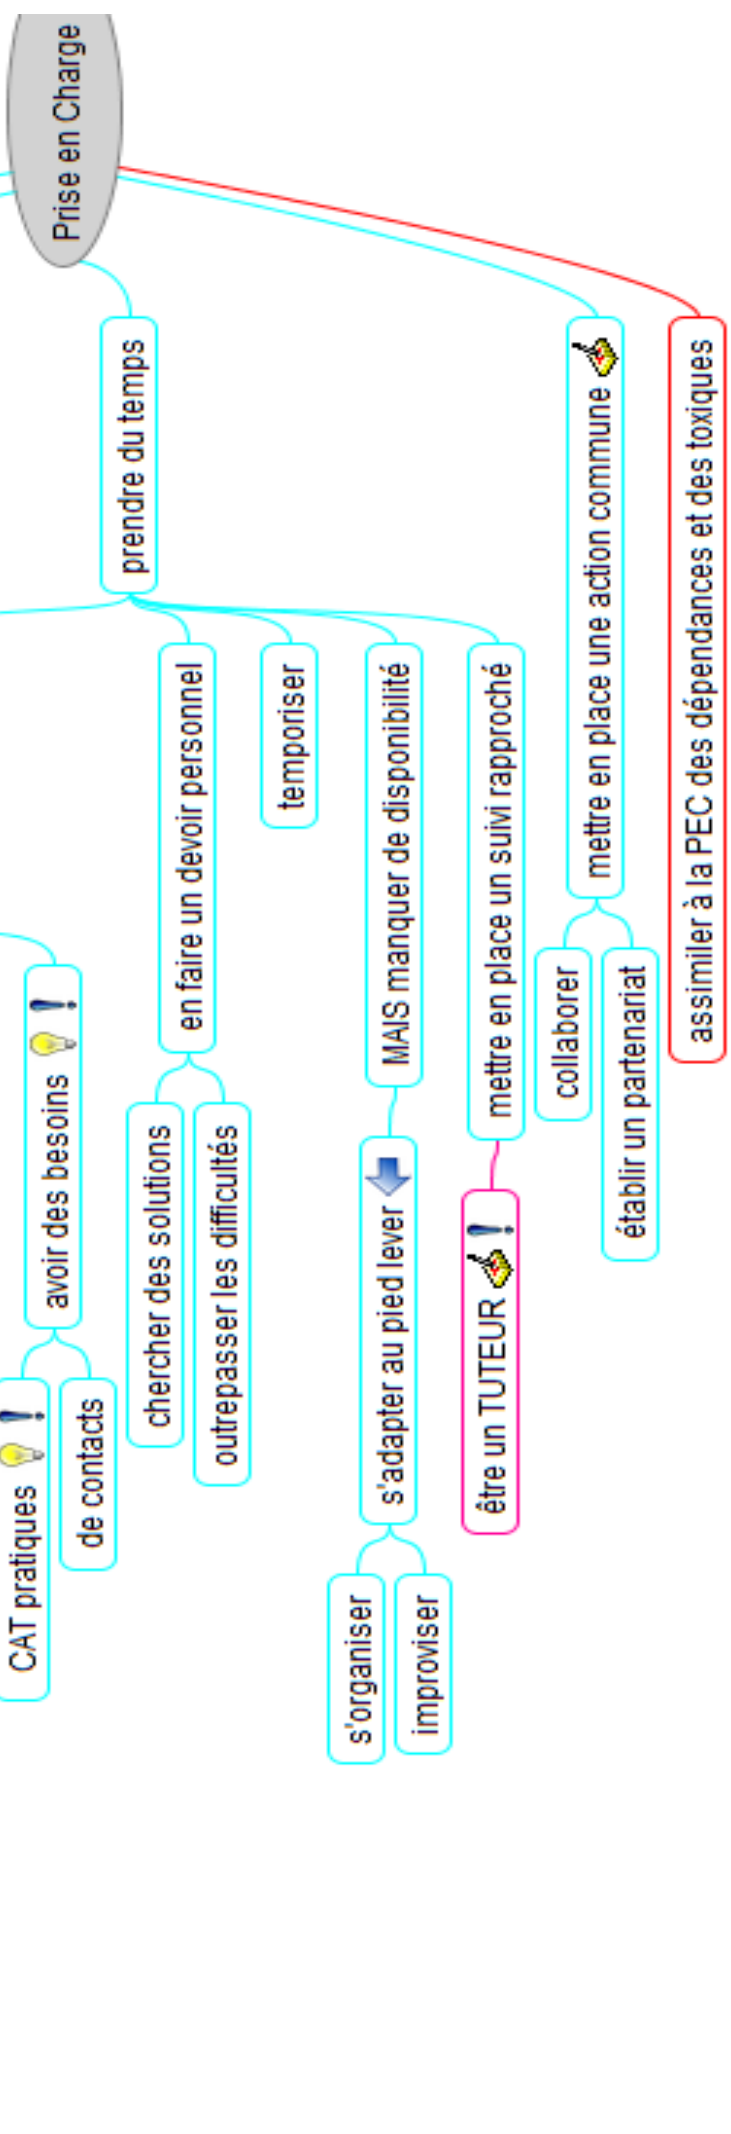 Prise en Charge
prendre du temps
avoir des besoins
CAT pratiques
de contacts
en faire un devoir personnel
chercher des solutions
outrepasser les difficultés
temporiser
MAIS manquer de disponibilité
s'adapter au pied lever
s'organiser
improviser
mettre en place un suivi rapproché
être un TUTEUR
mettre en place une action commune
collaborer
établir un partenariat
assimiler à la PEC des dépendances et des toxiques